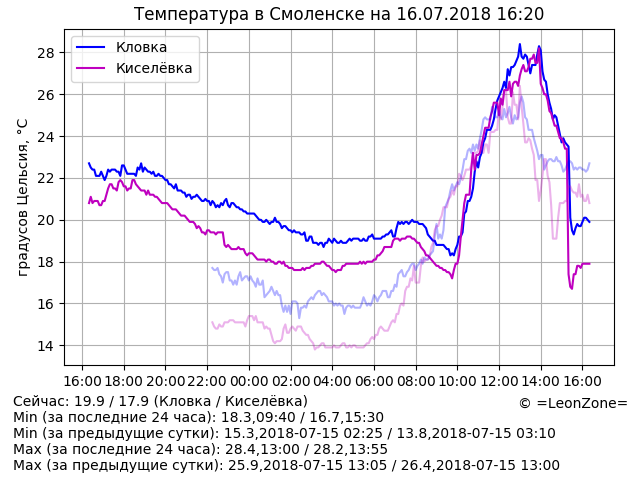 Температура в Смоленске на 16.07.2018 16:20
градусов Цельсия, °C
28
26
24
22
20
18
16
14
Кловка
Киселёвка
16:00 18:00 20:00 22:00 00:00 02:00 04:00 06:00 08:00 10:00 12:00 14:00 16:00
Сейчас: 19.9 / 17.9 (Кловка / Киселёвка)
© =LeonZone=
Min (за последние 24 часа): 18.3,09:40 / 16.7,15:30
Min (за предыдущие сутки): 15.3,2018-07-15 02:25 / 13.8,2018-07-15 03:10
Max (за последние 24 часа): 28.4,13:00 / 28.2,13:55
Max (за предыдущие сутки): 25.9,2018-07-15 13:05 / 26.4,2018-07-15 13:00